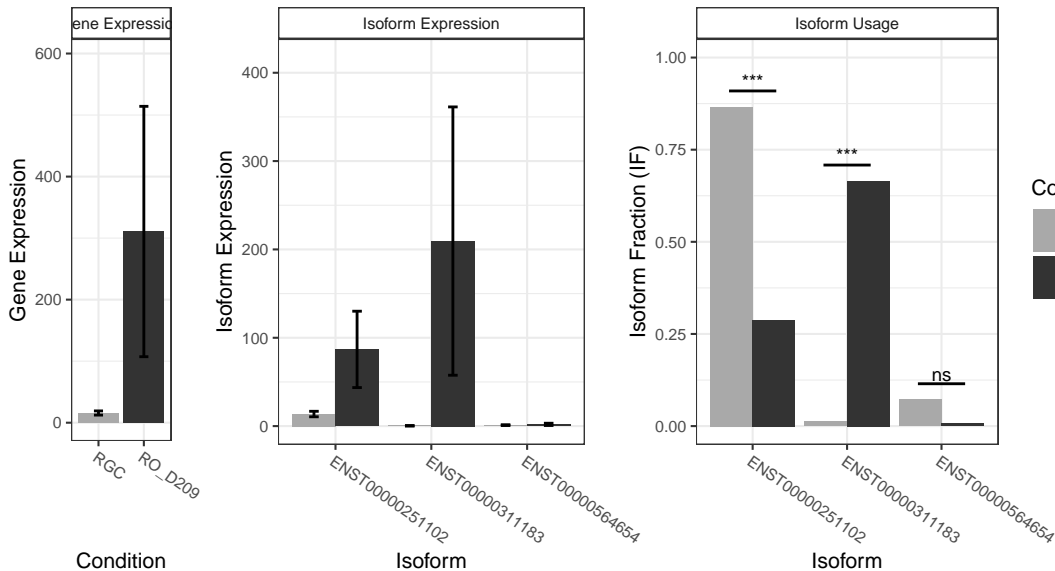 ene Expressio
Isoform Expression
Isoform Usage
Gene Expression
600
400
200
0
RGC
RO_D209
Condition
Isoform Expression
400
300
200
100
0
ENST00000251102
ENST00000311183
ENST00000564654
Isoform
Isoform Fraction (IF)
1.00
0.75
0.50
0.25
0.00
***
***
ns
ENST00000251102
ENST00000311183
ENST00000564654
Isoform
Co